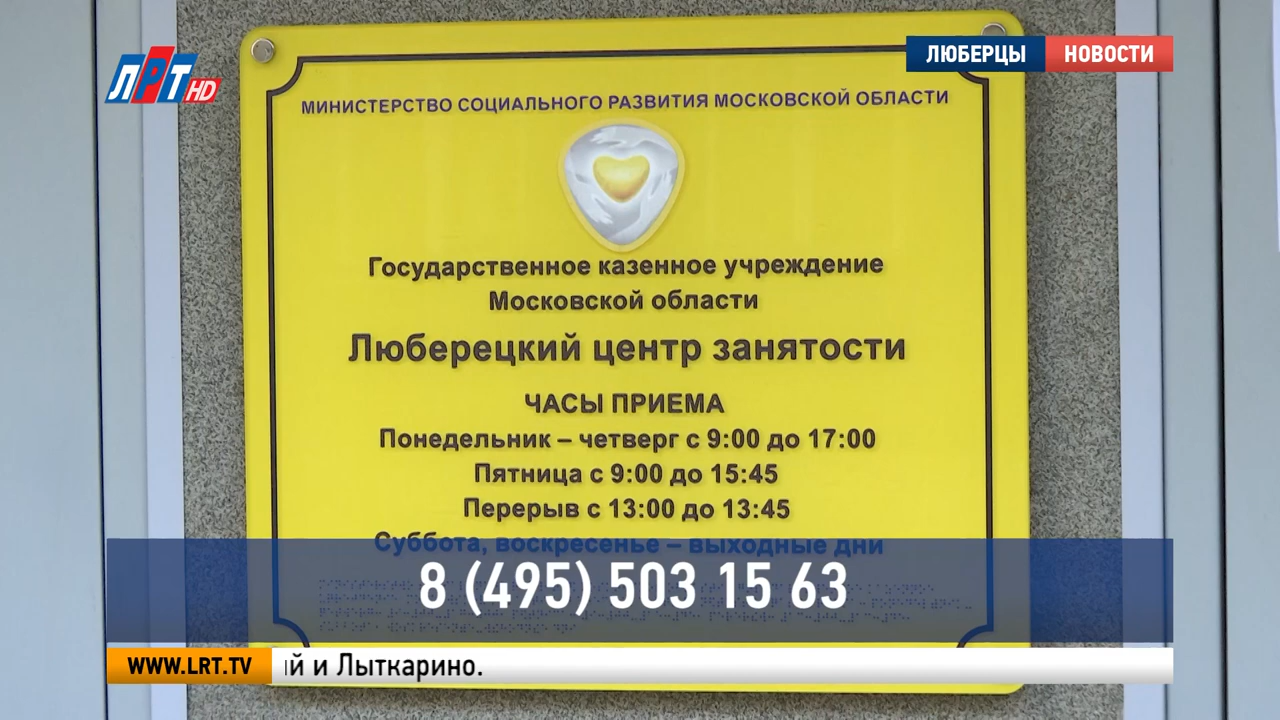 ЛРТ HD
ЛЮБЕРЦЫ НОВОСТИ
МИНИСТЕРСТВО СОЦИАЛЬНОГО РАЗВИТИЯ МОСКОВСКОЙ ОБЛАСТИ
Государственное казенное учреждение
Московской области
Люберецкий центр занятости
ЧАСЫ ПРИЕМА
Понедельник – четверг с 9:00 до 17:00
Пятница с 9:00 до 15:45
Перерыв с 13:00 до 13:45
Суббота, воскресенье – выходные дни
8 (495) 503 15 63
WWW.LRT.TV
и Лыткарино.